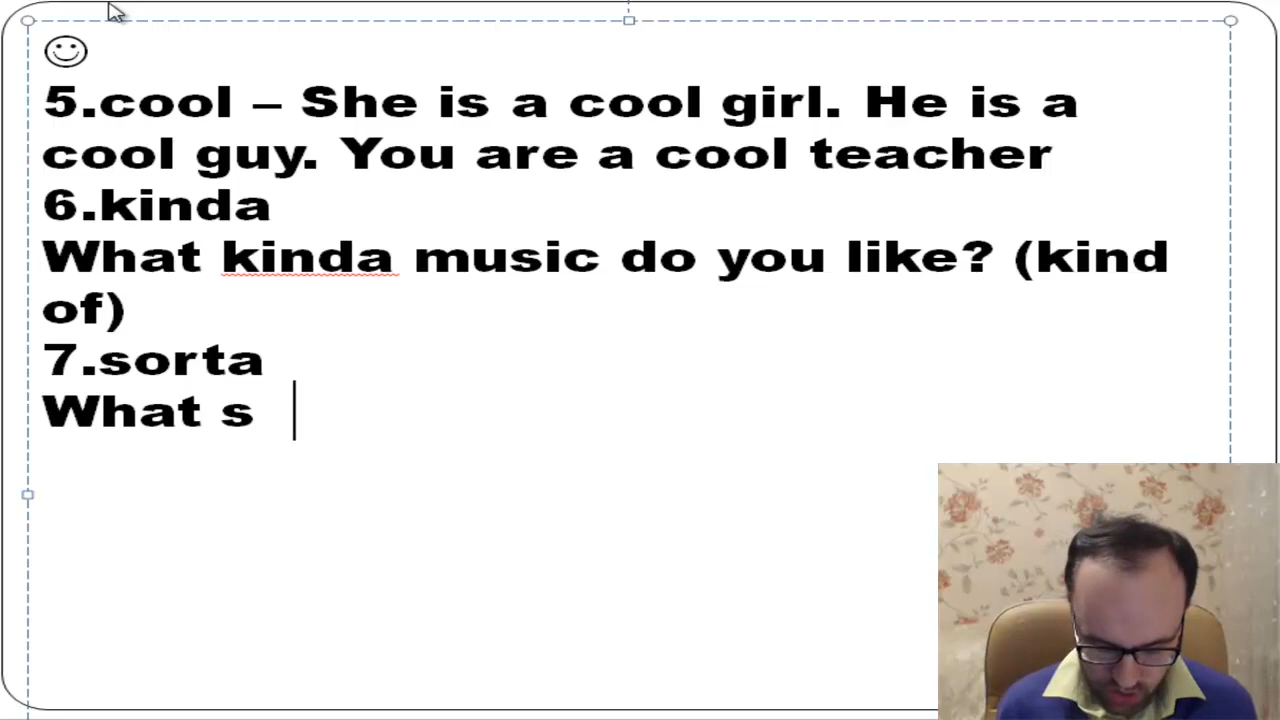 5.cool – She is a cool girl. He is a
cool guy. You are a cool teacher
6.kinda
What kinda music do you like? (kind
of)
7.sorta
What s